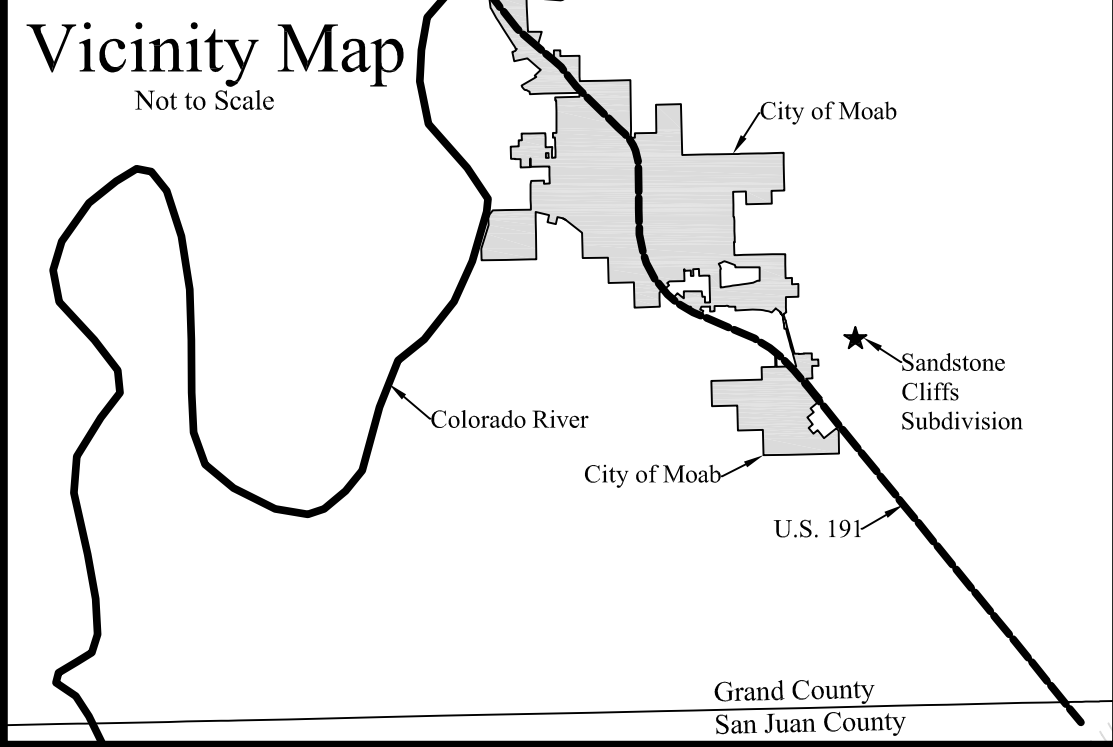 Vicinity Map
Not to Scale
City of Moab
Sandstone
Cliffs
Subdivision
Colorado River
City of Moab
U.S. 191
Grand County
San Juan County